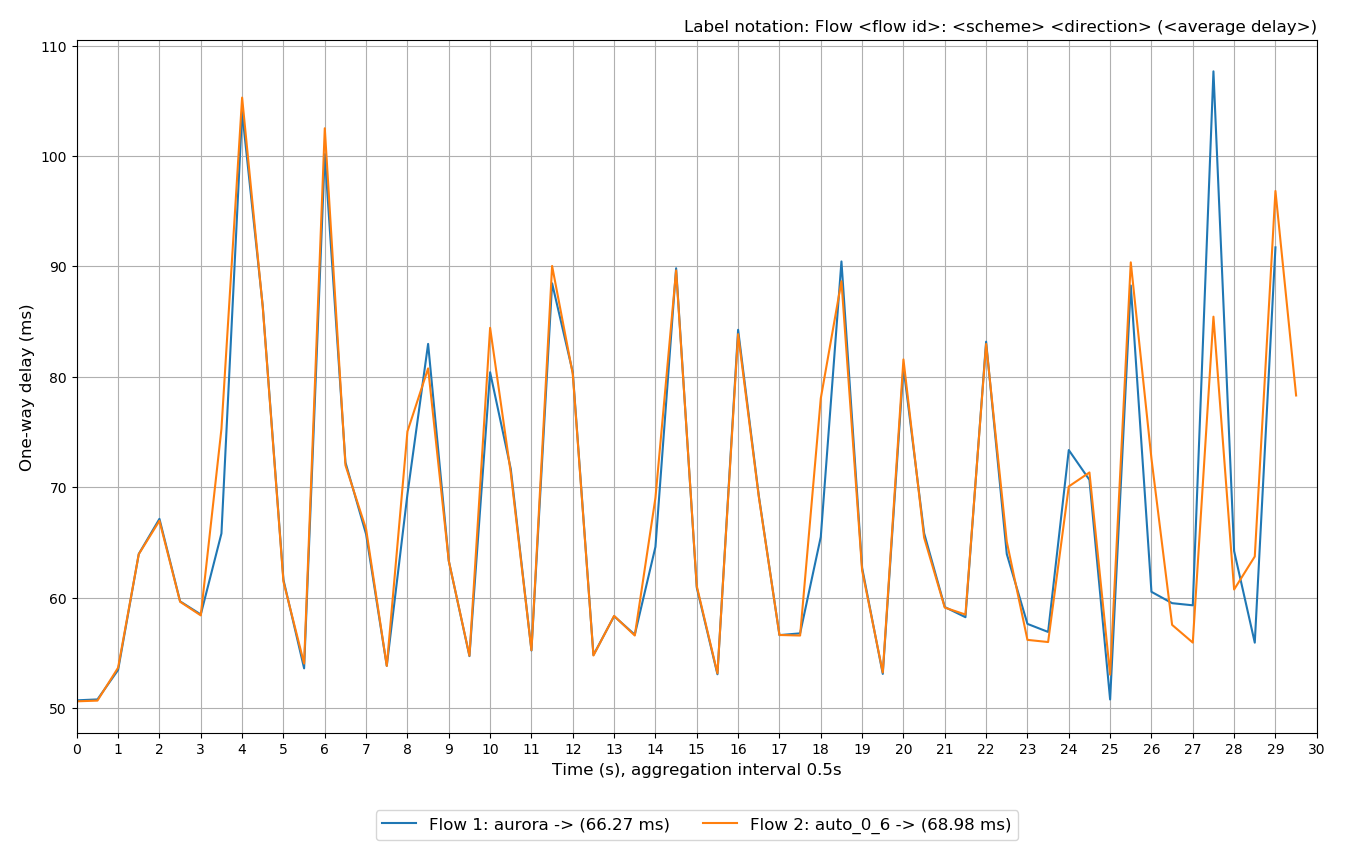 Label notation: Flow <flow id>: <scheme> <direction> (<average delay>)
110
100
90
80
70
60
50
One-way delay (ms)
0 1 2 3 4 5 6 7 8 9 10 11 12 13 14 15 16 17 18 19 20 21 22 23 24 25 26 27 28 29 30
Time (s), aggregation interval 0.5s
Flow 1: aurora -> (66.27 ms) Flow 2: auto_0_6 -> (68.98 ms)